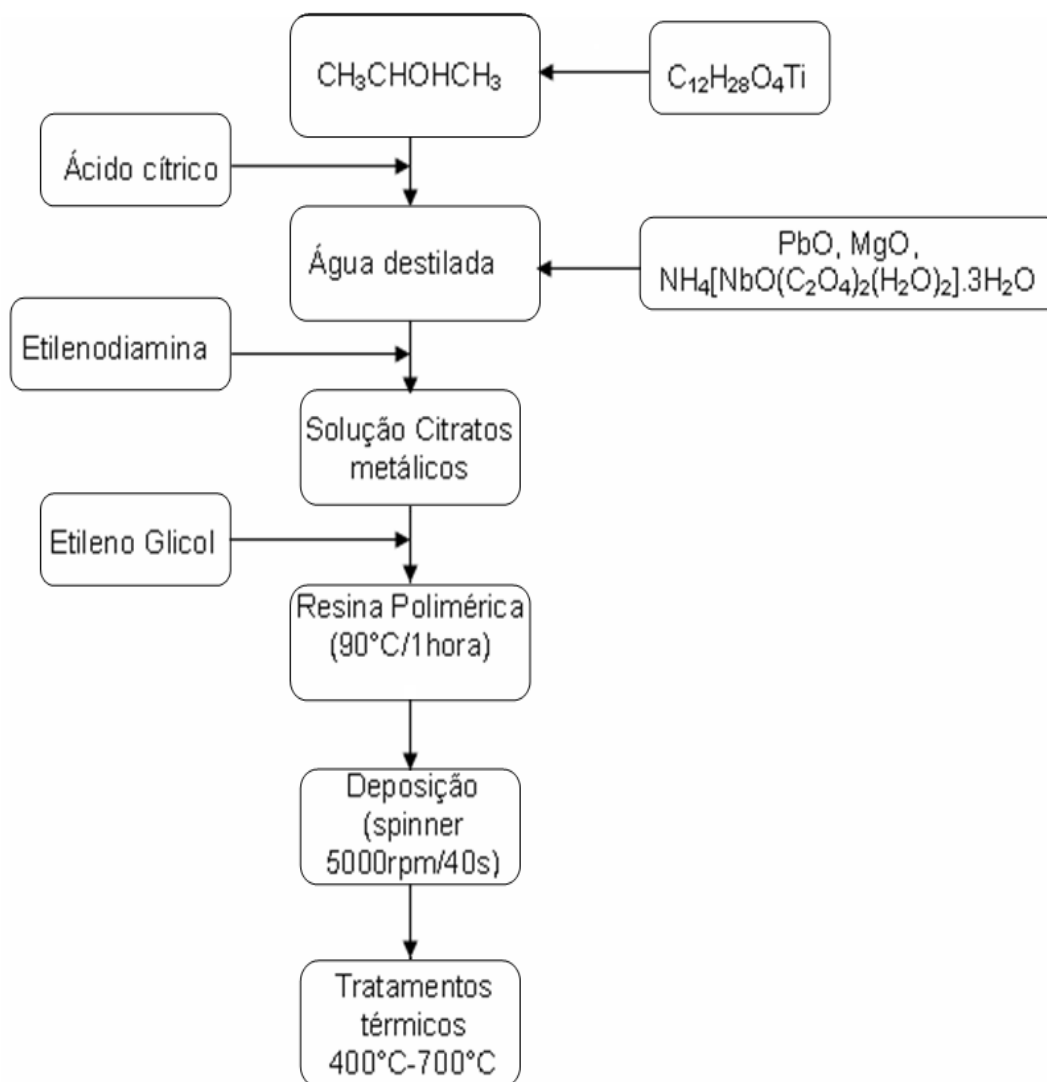 CH₃CHOHCH₃
C₁₂H₂₈O₄Ti
Ácido cítrico
Água destilada
PbO, MgO,
NH₄[NbO(C₂O₄)₂(H₂O)₂].3H₂O
Etilenodiamina
Solução Citratos
metálicos
Etileno Glicol
Resina Polimérica
(90°C/1hora)
Deposição
(spinner
5000rpm/40s)
Tratamentos
térmicos
400°C-700°C